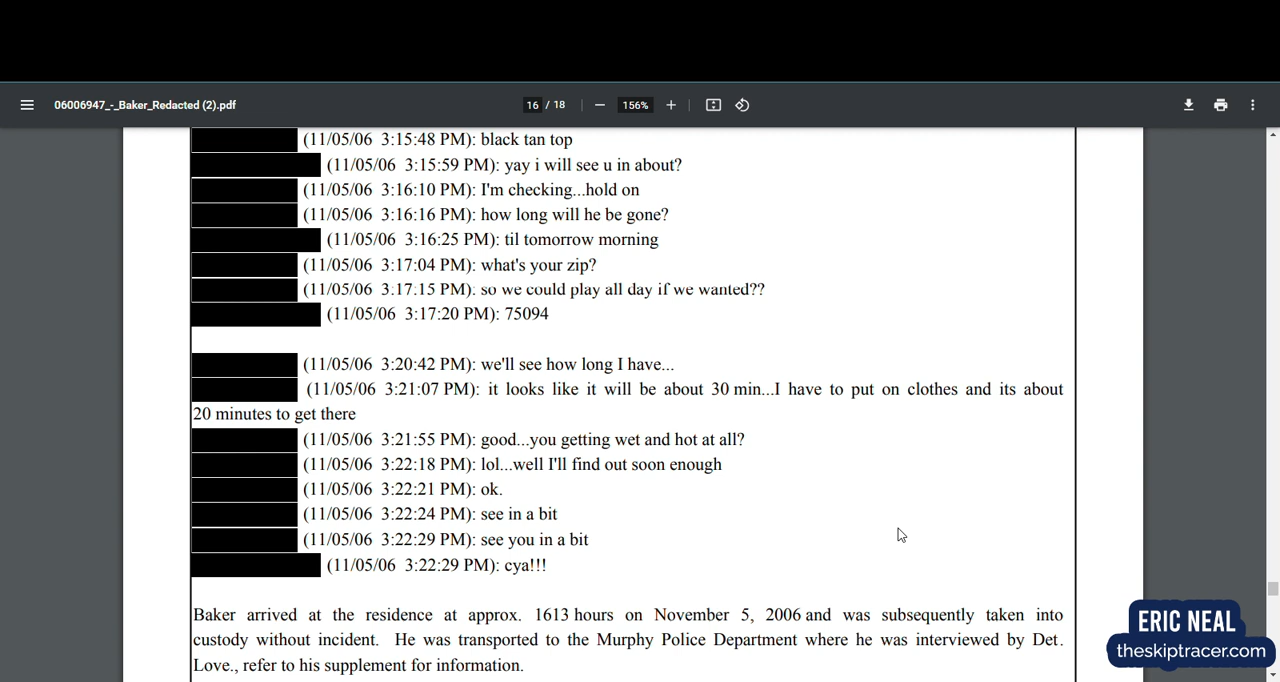 06006947_-_Baker_Redacted (2).pdf
16 / 18
156%
(11/05/06 3:15:48 PM): black tan top
(11/05/06 3:15:59 PM): yay i will see u in about?
(11/05/06 3:16:10 PM): I'm checking...hold on
(11/05/06 3:16:16 PM): how long will he be gone?
(11/05/06 3:16:25 PM): til tomorrow morning
(11/05/06 3:17:04 PM): what's your zip?
(11/05/06 3:17:15 PM): so we could play all day if we wanted??
(11/05/06 3:17:20 PM): 75094
(11/05/06 3:20:42 PM): we'll see how long I have...
(11/05/06 3:21:07 PM): it looks like it will be about 30 min...I have to put on clothes and its about
20 minutes to get there
(11/05/06 3:21:55 PM): good...you getting wet and hot at all?
(11/05/06 3:22:18 PM): lol...well I'll find out soon enough
(11/05/06 3:22:21 PM): ok.
(11/05/06 3:22:24 PM): see in a bit
(11/05/06 3:22:29 PM): see you in a bit
(11/05/06 3:22:29 PM): cya!!!
Baker arrived at the residence at approx. 1613 hours on November 5, 2006 and was subsequently taken into
custody without incident. He was transported to the Murphy Police Department where he was interviewed by Det.
Love., refer to his supplement for information.
ERIC NEAL
theskiptracer.com